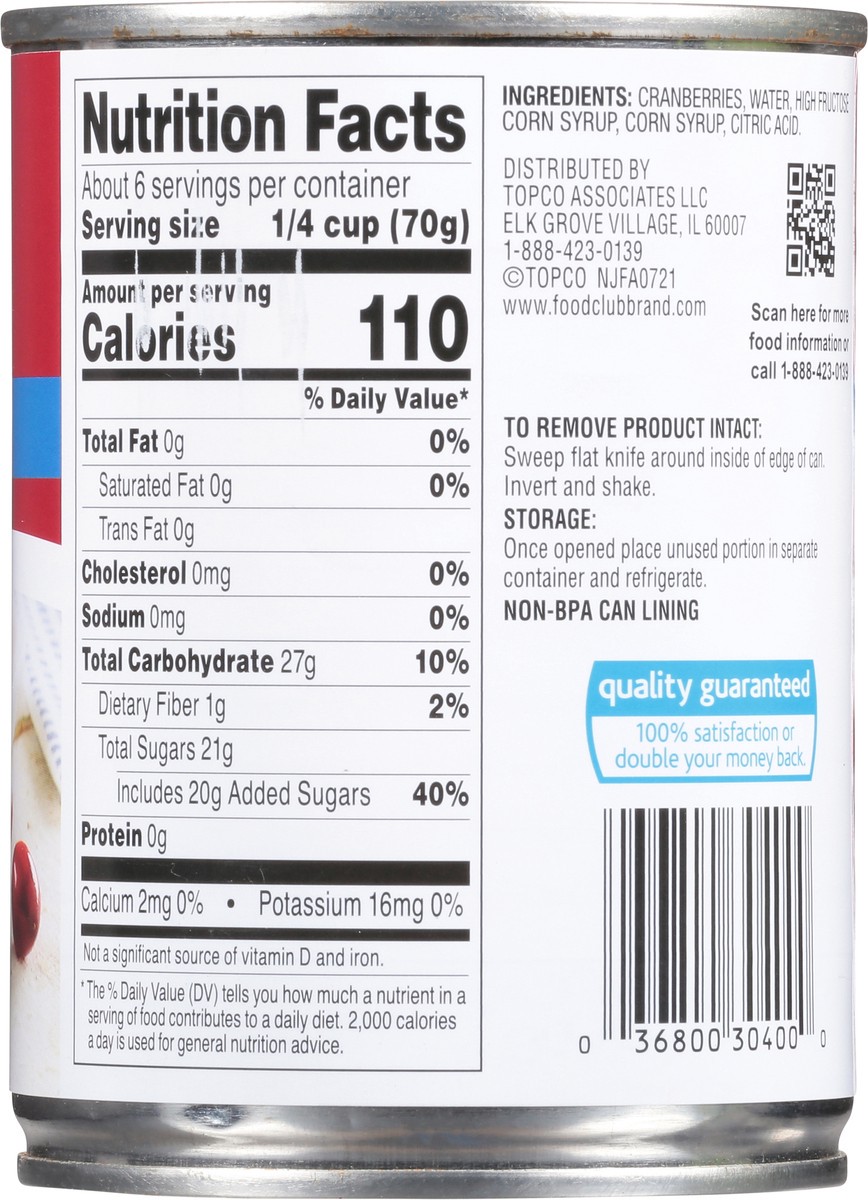 Nutrition Facts
About 6 servings per container
Serving size 1/4 cup (70g)
Amount per serving
Calories 110
% Daily Value*
Total Fat 0g 0%
Saturated Fat 0g 0%
Trans Fat 0g
Cholesterol 0mg 0%
Sodium 0mg 0%
Total Carbohydrate 27g 10%
Dietary Fiber 1g 2%
Total Sugars 21g
Includes 20g Added Sugars 40%
Protein 0g
Calcium 2mg 0% • Potassium 16mg 0%
Not a significant source of vitamin D and iron.
* The % Daily Value (DV) tells you how much a nutrient in a
serving of food contributes to a daily diet. 2,000 calories
a day is used for general nutrition advice.
INGREDIENTS: CRANBERRIES, WATER, HIGH FRUCTOSE
CORN SYRUP, CORN SYRUP, CITRIC ACID.
DISTRIBUTED BY
TOPCO ASSOCIATES LLC
ELK GROVE VILLAGE, IL 60007
1-888-423-0139
©TOPCO NJFA0721
www.foodclubbrand.com
Scan here for more
food information or
call 1-888-423-0139
TO REMOVE PRODUCT INTACT:
Sweep flat knife around inside of edge of can.
Invert and shake.
STORAGE:
Once opened place unused portion in separate
container and refrigerate.
NON-BPA CAN LINING
quality guaranteed
100% satisfaction or
double your money back.
0 36800 30400 0